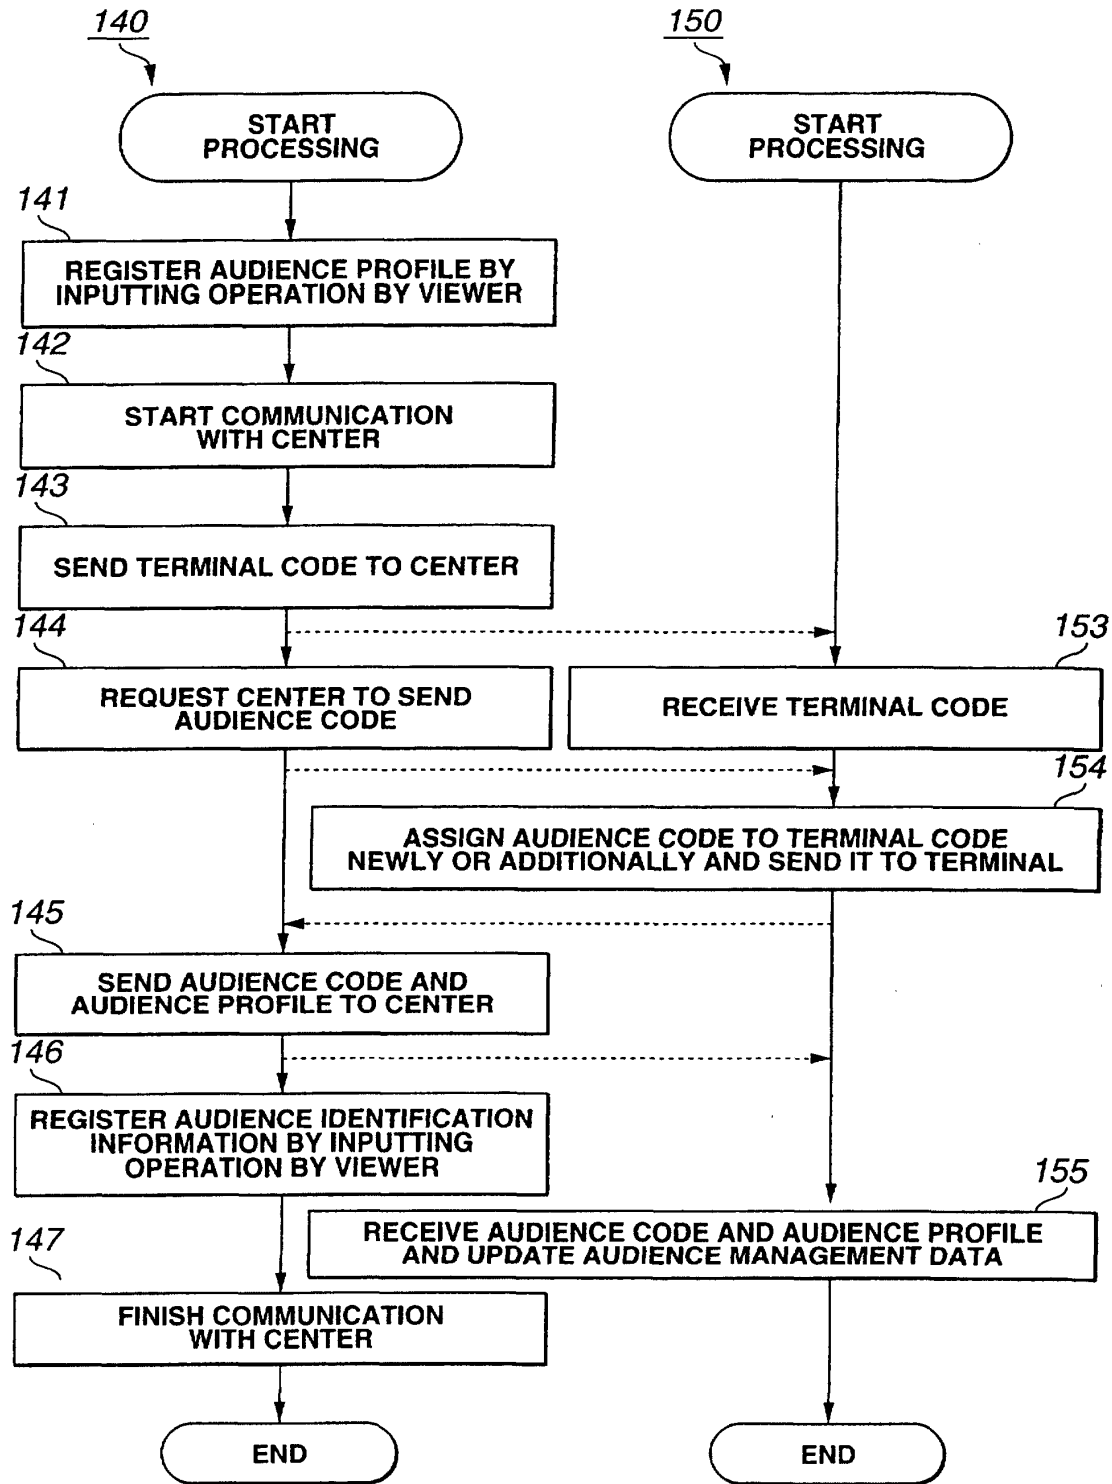 140
150
START
PROCESSING
START
PROCESSING
141
REGISTER AUDIENCE PROFILE BY
INPUTTING OPERATION BY VIEWER
142
START COMMUNICATION
WITH CENTER
143
SEND TERMINAL CODE TO CENTER
144
153
REQUEST CENTER TO SEND
AUDIENCE CODE
RECEIVE TERMINAL CODE
154
ASSIGN AUDIENCE CODE TO TERMINAL CODE
NEWLY OR ADDITIONALLY AND SEND IT TO TERMINAL
145
SEND AUDIENCE CODE AND
AUDIENCE PROFILE TO CENTER
146
REGISTER AUDIENCE IDENTIFICATION
INFORMATION BY INPUTTING
OPERATION BY VIEWER
155
RECEIVE AUDIENCE CODE AND AUDIENCE PROFILE
AND UPDATE AUDIENCE MANAGEMENT DATA
147
FINISH COMMUNICATION
WITH CENTER
END
END